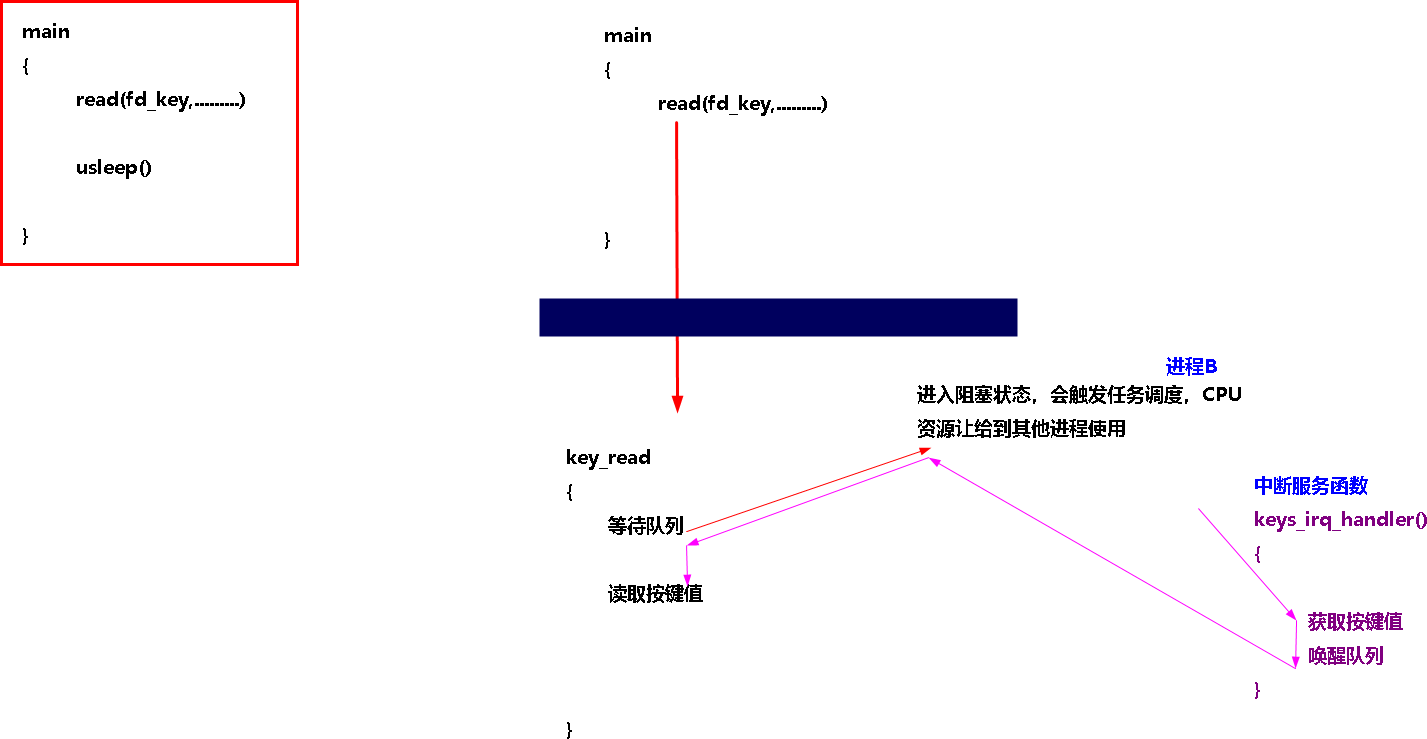 main
{
read(fd_key,.........)
usleep()
}
main
{
read(fd_key,.........)
}
进程B
进入阻塞状态，会触发任务调度，CPU
资源让给到其他进程使用
key_read
{
等待队列
读取按键值
}
中断服务函数
keys_irq_handler()
{
获取按键值
唤醒队列
}